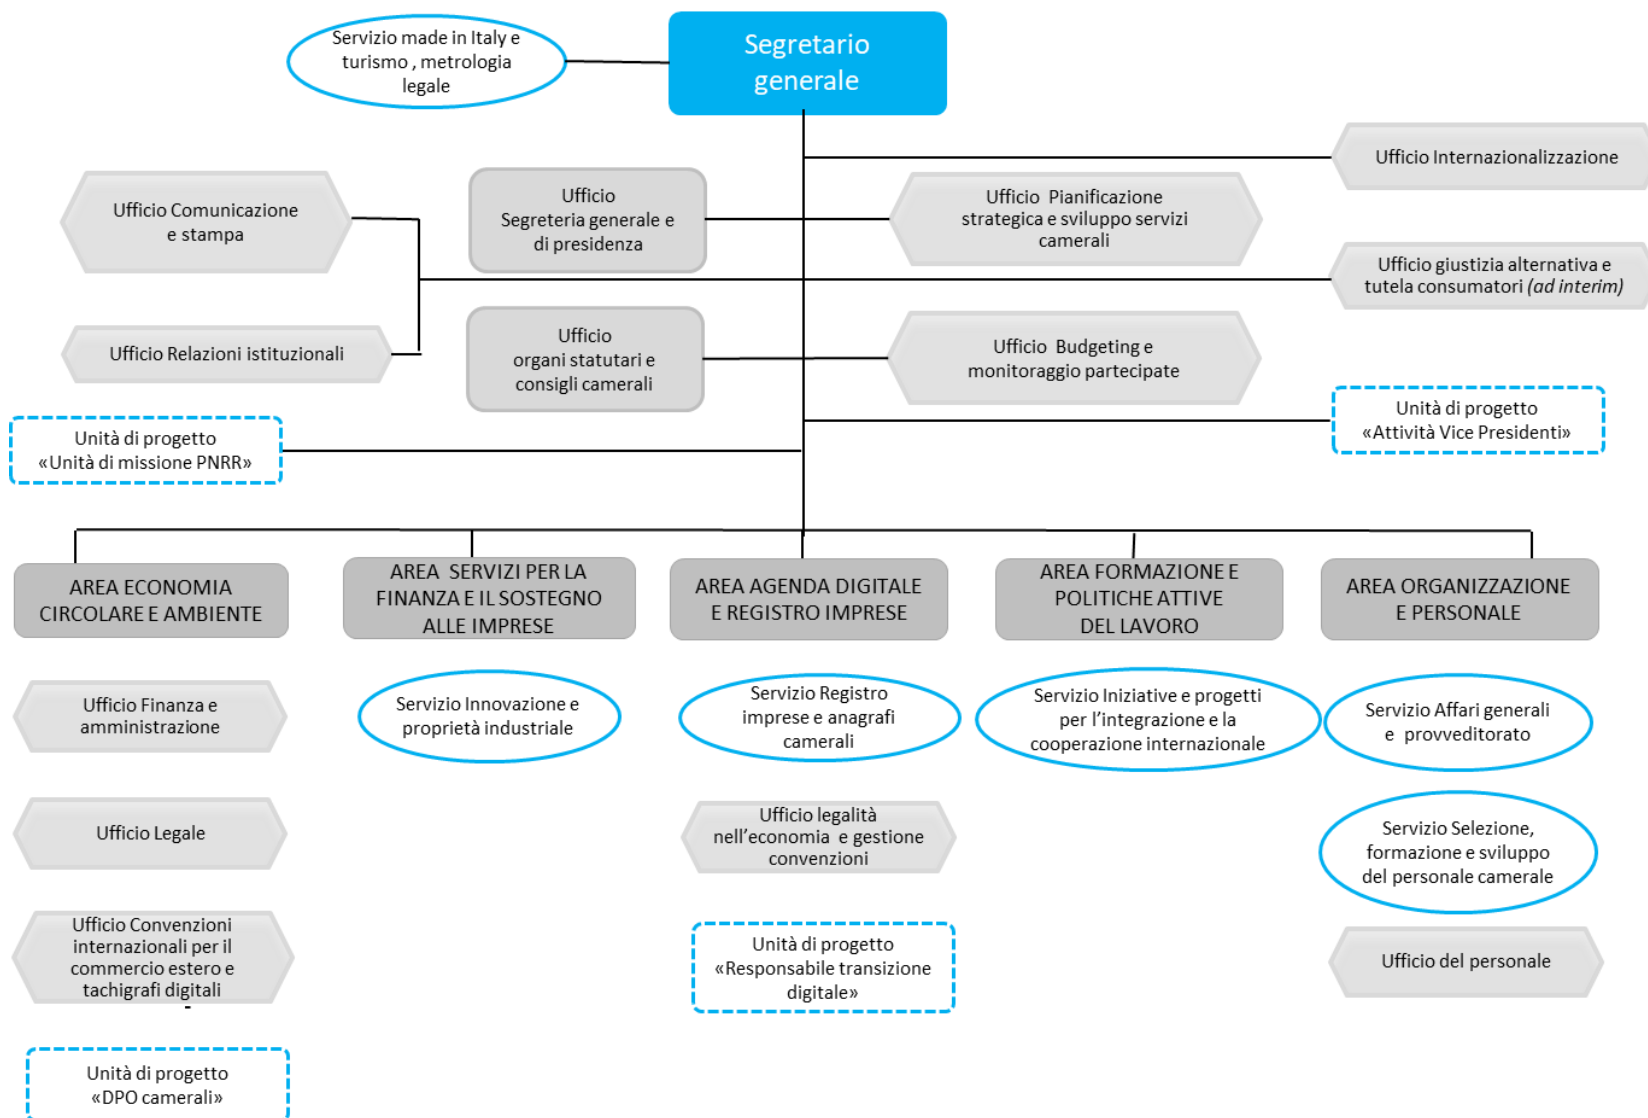 Servizio made in Italy e
turismo , metrologia
legale
Segretario
generale
Ufficio Internazionalizzazione
Ufficio Comunicazione
e stampa
Ufficio
Segreteria generale e
di presidenza
Ufficio Pianificazione
strategica e sviluppo servizi
camerali
Ufficio giustizia alternativa e
tutela consumatori (ad interim)
Ufficio Relazioni istituzionali
Ufficio
organi statutari e
consigli camerali
Ufficio Budgeting e
monitoraggio partecipate
Unità di progetto
«Unità di missione PNRR»
Unità di progetto
«Attività Vice Presidenti»
AREA ECONOMIA
CIRCOLARE E AMBIENTE
AREA SERVIZI PER LA
FINANZA E IL SOSTEGNO
ALLE IMPRESE
AREA AGENDA DIGITALE
E REGISTRO IMPRESE
AREA FORMAZIONE E
POLITICHE ATTIVE
DEL LAVORO
AREA ORGANIZZAZIONE
E PERSONALE
Ufficio Finanza e
amministrazione
Servizio Innovazione e
proprietà industriale
Servizio Registro
imprese e anagrafi
camerali
Servizio Iniziative e progetti
per l'integrazione e la
cooperazione internazionale
Servizio Affari generali
e provveditorato
Ufficio Legale
Ufficio legalità
nell'economia e gestione
convenzioni
Servizio Selezione,
formazione e sviluppo
del personale camerale
Ufficio Convenzioni
internazionali per il
commercio estero e
tachigrafi digitali
-
Unità di progetto
«Responsabile transizione
digitale»
Ufficio del personale
Unità di progetto
«DPO camerali»